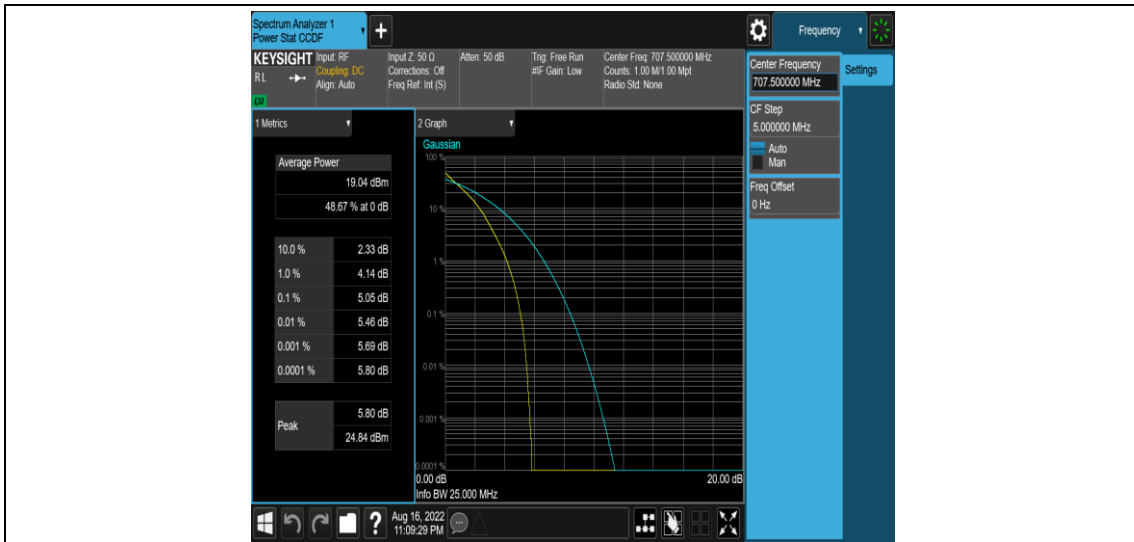 Spectrum Analyzer 1
Power Stat CCDF
Frequency
KEYSIGHT
RL
Input: RF
Coupling: DC
Align: Auto
Input Z: 50 Ω
Corrections: Off
Freq Ref: Int (S)
Atten: 50 dB
Trig: Free Run
#IF Gain: Low
Center Freq: 707.500000 MHz
Counts: 1.00 M/1.00 Mpt
Radio Std: None
Center Frequency
707.500000 MHz
Settings
CF Step
5.000000 MHz
Auto
Man
Freq Offset
0 Hz
1 Metrics
Average Power
19.04 dBm
48.67 % at 0 dB
10.0 % 2.33 dB
1.0 % 4.14 dB
0.1 % 5.05 dB
0.01 % 5.46 dB
0.001 % 5.69 dB
0.0001 % 5.80 dB
Peak
5.80 dB
24.84 dBm
2 Graph
Gaussian
100 %
10 %
1 %
0.1 %
0.01 %
0.001 %
0.0001 %
0.00 dB
20.00 dB
Info BW 25.000 MHz
?
Aug 16, 2022
11:09:29 PM